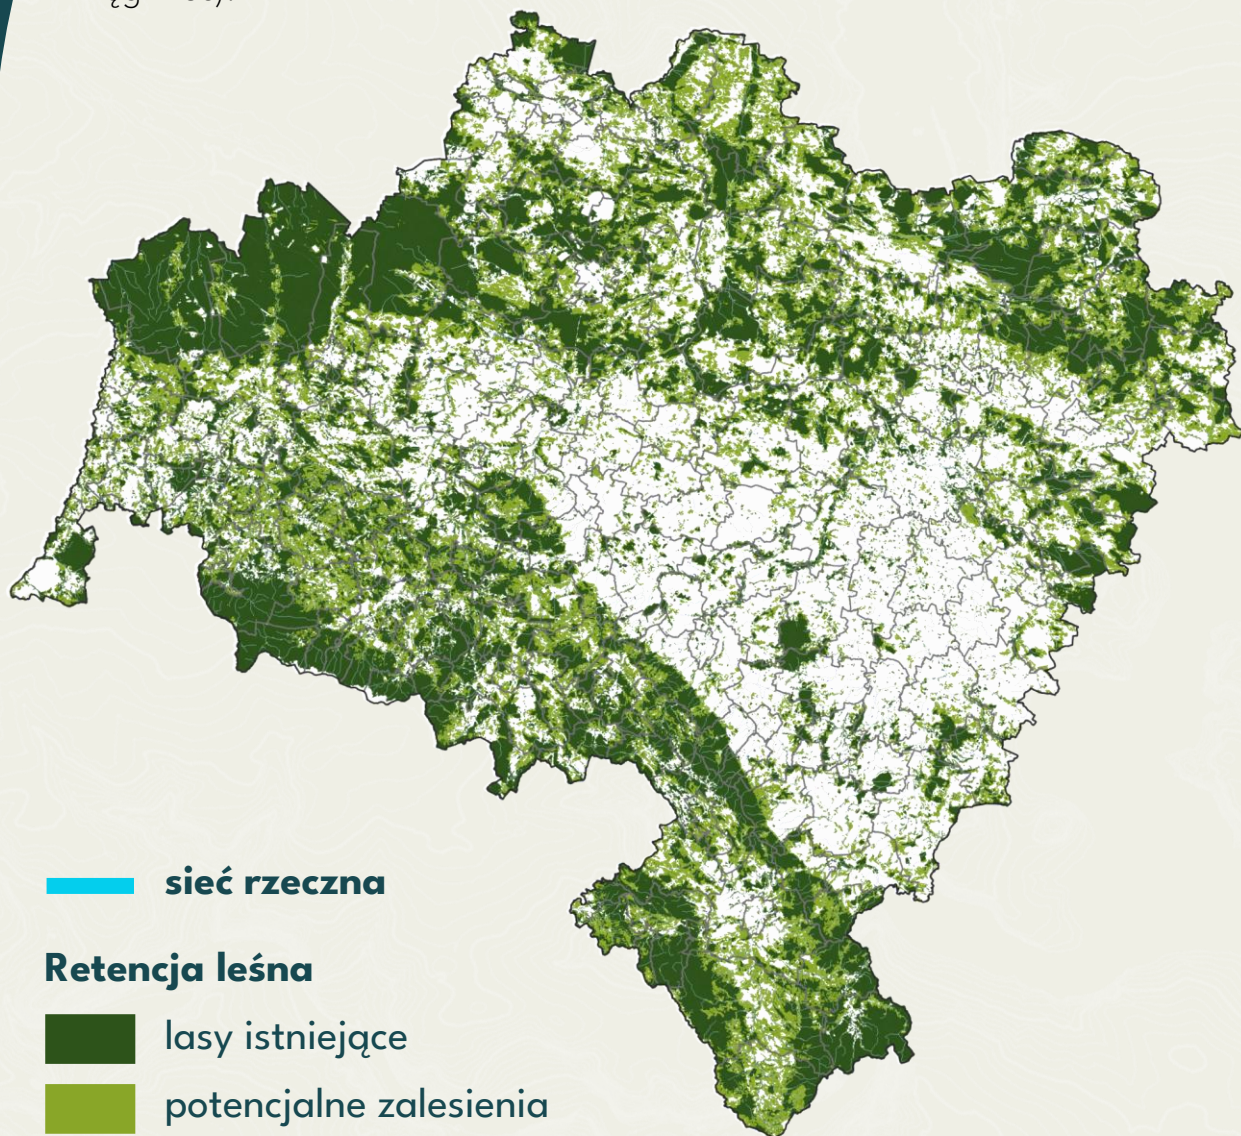 sieć rzeczna
Retencja leśna
lasy istniejące
potencjalne zalesienia